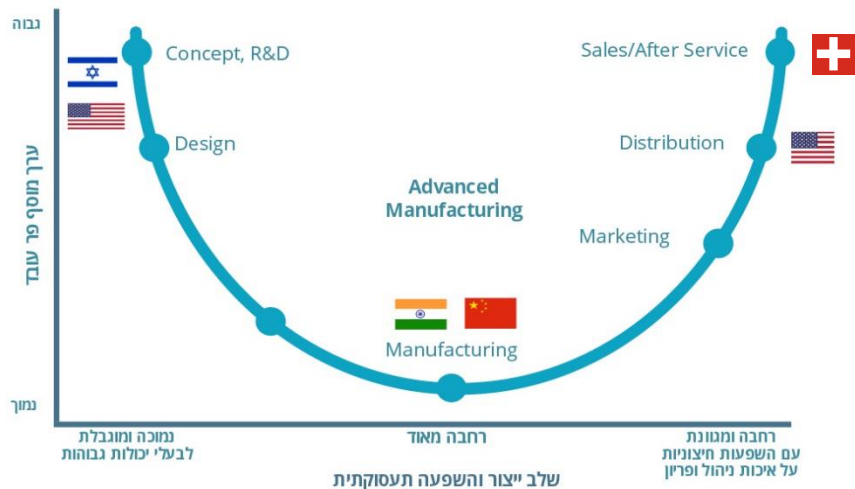 גבוה
Concept, R&D
Sales/After Service
Design
Distribution
ערך מוסף פר עובד
Advanced
Manufacturing
Marketing
Manufacturing
נמוך
נמוכה ומוגבלת
לבעלי יכולות גבוהות
רחבה מאוד
רחבה ומגוונת
עם השפעות חיצוניות
על איכות ניהול ופריון
שלב ייצור והשפעה תעסוקתית